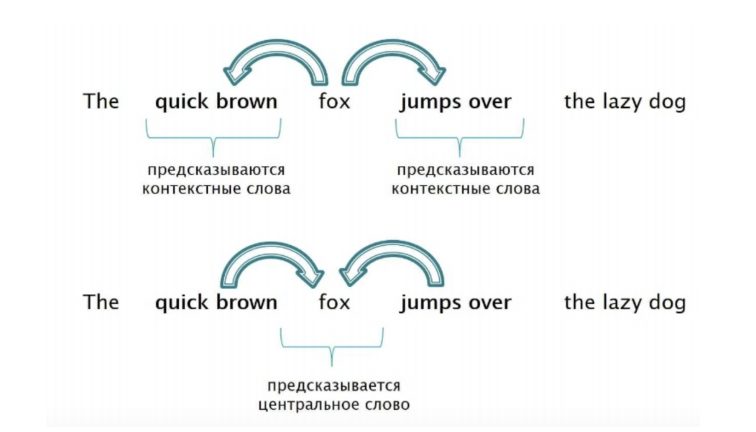 The quick brown fox jumps over the lazy dog
предсказываются
контекстные слова
предсказываются
контекстные слова
The quick brown fox jumps over the lazy dog
предсказывается
центральное слово